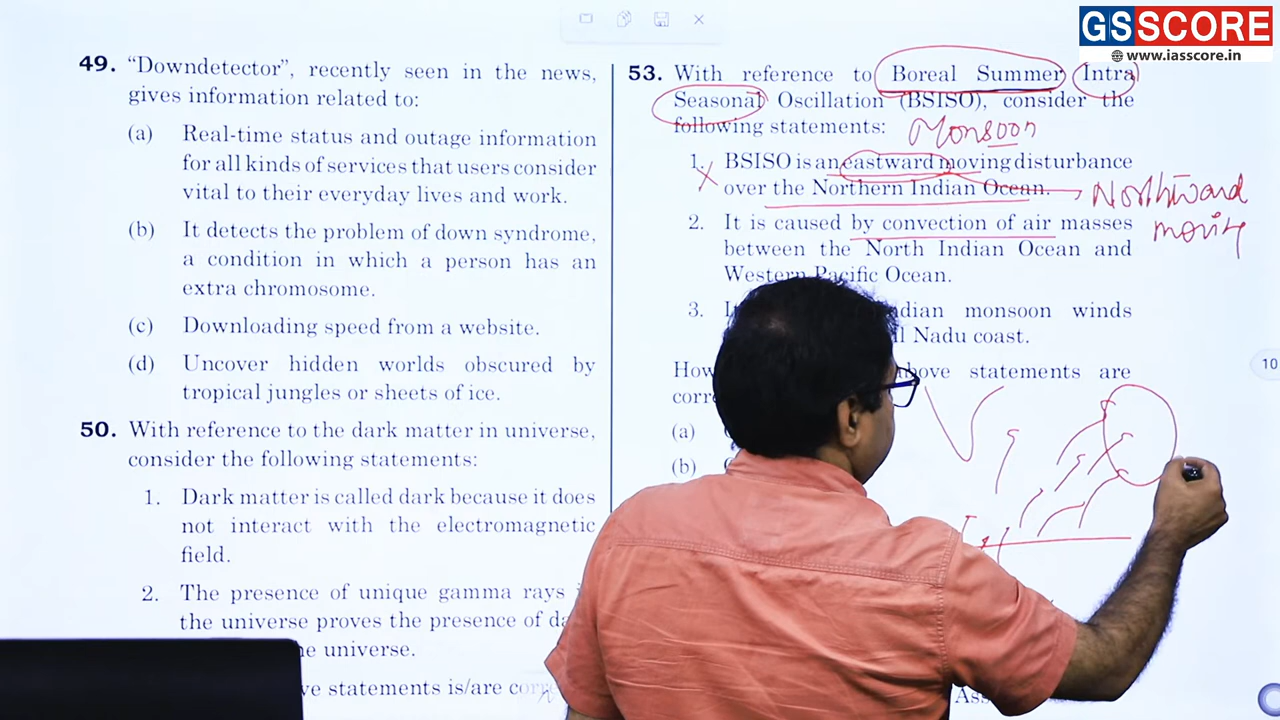 GSSCORE
www.iasscore.in
49. “Downdetector”, recently seen in the news,
gives information related to:
(a) Real-time status and outage information
for all kinds of services that users consider
vital to their everyday lives and work.
(b) It detects the problem of down syndrome,
a condition in which a person has an
extra chromosome.
(c) Downloading speed from a website.
(d) Uncover hidden worlds obscured by
tropical jungles or sheets of ice.
50. With reference to the dark matter in universe,
consider the following statements:
1. Dark matter is called dark because it does
not interact with the electromagnetic
field.
2. The presence of unique gamma rays
the universe proves the presence of
universe.
statements is/are
53. With reference to Boreal Summer Intra
Seasonal Oscillation (BSISO), consider the
following statements:
Monsoon
1. BSISO is an eastward moving disturbance
over the Northern Indian Ocean.
Northward
moving
2. It is caused by convection of air masses
between the North Indian Ocean and
Western Pacific Ocean.
3. monsoon winds
Nadu coast.
statements are
(a)
(b)
10